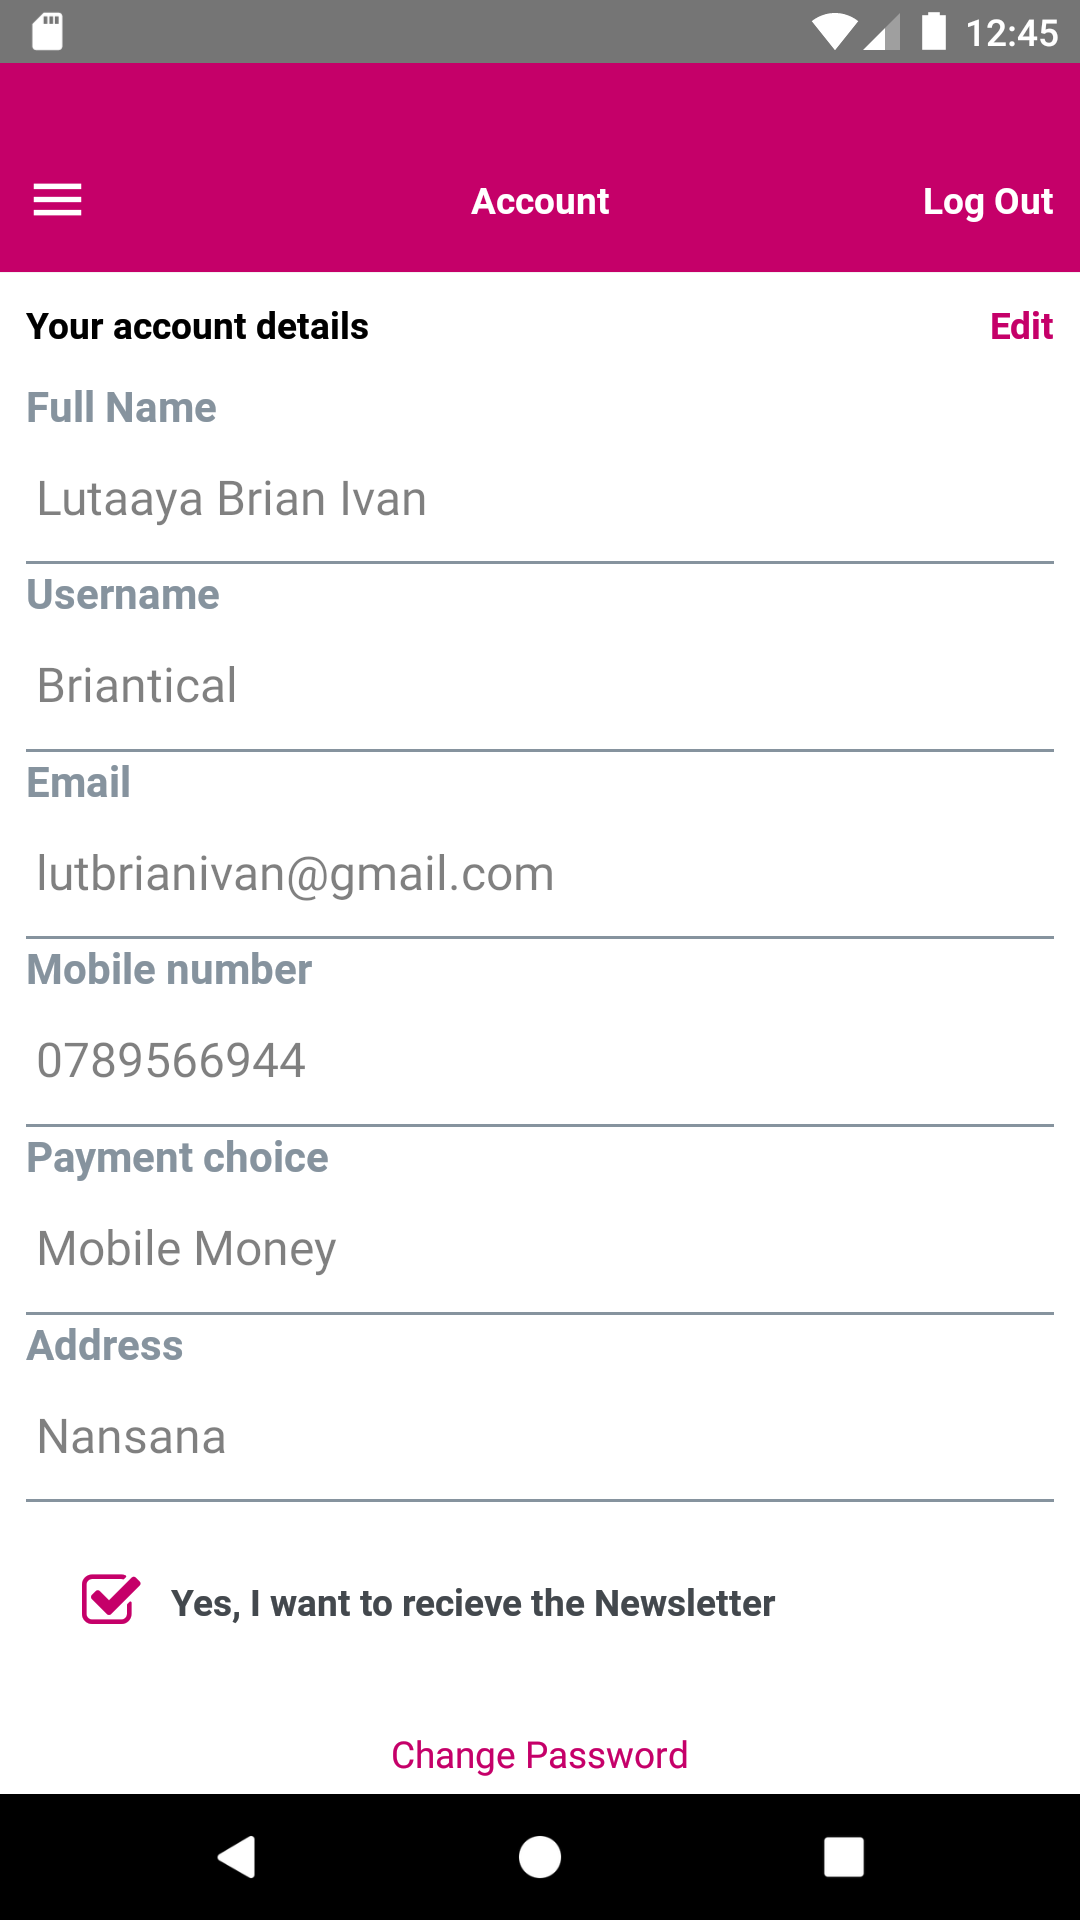 12:45
Account
Log Out
Your account details
Edit
Full Name
Lutaaya Brian Ivan
Username
Briantical
Email
lutbrianivan@gmail.com
Mobile number
0789566944
Payment choice
Mobile Money
Address
Nansana
Yes, I want to recieve the Newsletter
Change Password